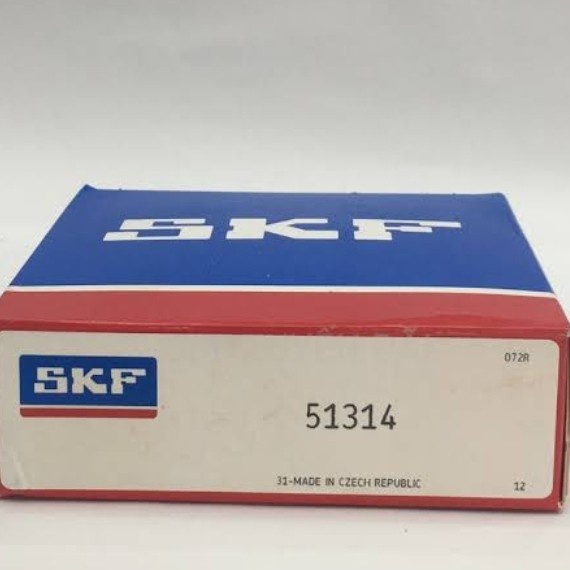 SKF
SKF
072R
51314
31-MADE IN CZECH REPUBLIC
12